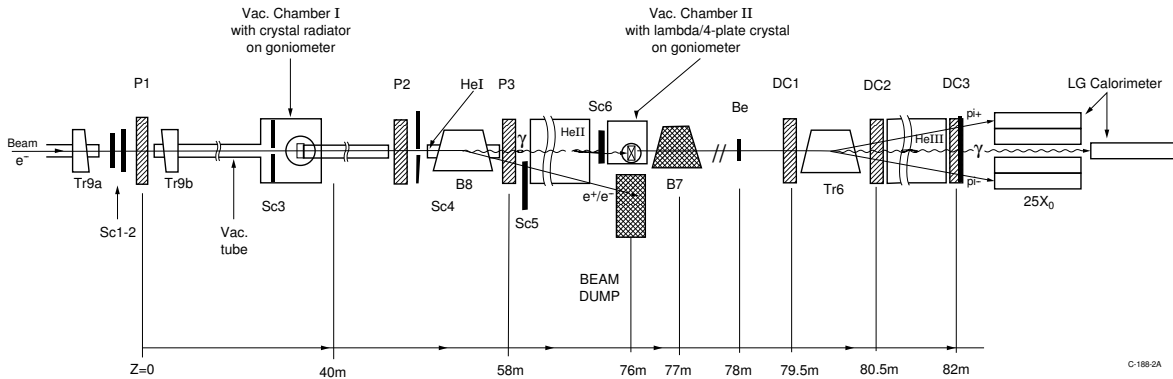 Vac. Chamber I
with crystal radiator
on goniometer
Vac. Chamber II
with lambda/4-plate crystal
on goniometer
P1
P2
HeI
P3
Sc6
Be
DC1
DC2
DC3
LG Calorimeter
Beam
e⁻
γ
HeII
HeIII
pi+
γ
pi-
Tr9a
Tr9b
Sc3
Sc4
B8
Sc5
e⁺/e⁻
B7
Tr6
25X₀
Sc1-2
Vac.
tube
BEAM
DUMP
Z=0
40m
58m
76m
77m
78m
79.5m
80.5m
82m
C-188-2A